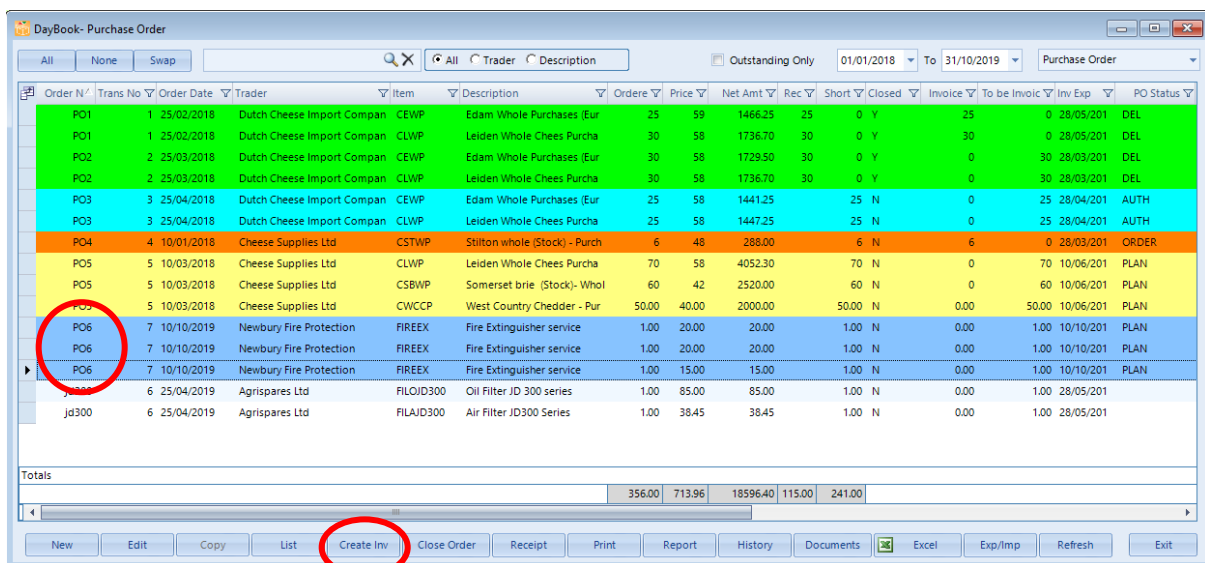 DayBook- Purchase Order
All None Swap All Trader Description Outstanding Only 01/01/2018 To 31/10/2019 Purchase Order
Order N Trans No Order Date Trader Item Description Ordere Price Net Amt Rec Short Closed Invoice To be Invoic Inv Exp PO Status
PO1 1 25/02/2018 Dutch Cheese Import Compan CEWP Edam Whole Purchases (Eur 25 59 1466.25 25 0 Y 25 0 28/05/201 DEL
PO1 1 25/02/2018 Dutch Cheese Import Compan CLWP Leiden Whole Chees Purcha 30 58 1736.70 30 0 Y 30 0 28/05/201 DEL
PO2 2 25/03/2018 Dutch Cheese Import Compan CEWP Edam Whole Purchases (Eur 30 58 1729.50 30 0 Y 0 30 28/03/201 DEL
PO2 2 25/03/2018 Dutch Cheese Import Compan CLWP Leiden Whole Chees Purcha 30 58 1736.70 30 0 Y 0 30 28/03/201 DEL
PO3 3 25/04/2018 Dutch Cheese Import Compan CEWP Edam Whole Purchases (Eur 25 58 1441.25 25 N 0 25 28/04/201 AUTH
PO3 3 25/04/2018 Dutch Cheese Import Compan CLWP Leiden Whole Chees Purcha 25 58 1447.25 25 N 0 25 28/04/201 AUTH
PO4 4 10/01/2018 Cheese Supplies Ltd CSTWP Stilton whole (Stock) - Purch 6 48 288.00 6 N 6 0 28/03/201 ORDER
PO5 5 10/03/2018 Cheese Supplies Ltd CLWP Leiden Whole Chees Purcha 70 58 4052.30 70 N 0 70 10/06/201 PLAN
PO5 5 10/03/2018 Cheese Supplies Ltd CSBWP Somerset brie (Stock)- Whol 60 42 2520.00 60 N 0 60 10/06/201 PLAN
PO5 5 10/03/2018 Cheese Supplies Ltd CWCCP West Country Chedder - Pur 50.00 40.00 2000.00 50.00 N 0.00 50.00 10/06/201 PLAN
PO6 7 10/10/2019 Newbury Fire Protection FIREEX Fire Extinguisher service 1.00 20.00 20.00 1.00 N 0.00 1.00 10/10/201 PLAN
PO6 7 10/10/2019 Newbury Fire Protection FIREEX Fire Extinguisher service 1.00 20.00 20.00 1.00 N 0.00 1.00 10/10/201 PLAN
PO6 7 10/10/2019 Newbury Fire Protection FIREEX Fire Extinguisher service 1.00 15.00 15.00 1.00 N 0.00 1.00 10/10/201 PLAN
jd300 6 25/04/2019 Agrispares Ltd FILOJD300 Oil Filter JD 300 series 1.00 85.00 85.00 1.00 N 0.00 1.00 28/05/201
jd300 6 25/04/2019 Agrispares Ltd FILAJD300 Air Filter JD300 Series 1.00 38.45 38.45 1.00 N 0.00 1.00 28/05/201
Totals
356.00 713.96 18596.40 115.00 241.00
New Edit Copy List Create Inv Close Order Receipt Print Report History Documents Excel Exp/Imp Refresh Exit